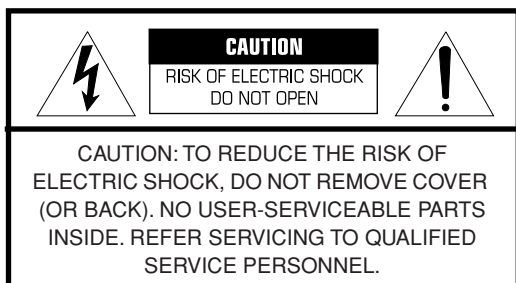 CAUTION
RISK OF ELECTRIC SHOCK
DO NOT OPEN
CAUTION: TO REDUCE THE RISK OF
ELECTRIC SHOCK, DO NOT REMOVE COVER
(OR BACK). NO USER-SERVICEABLE PARTS
INSIDE. REFER SERVICING TO QUALIFIED
SERVICE PERSONNEL.